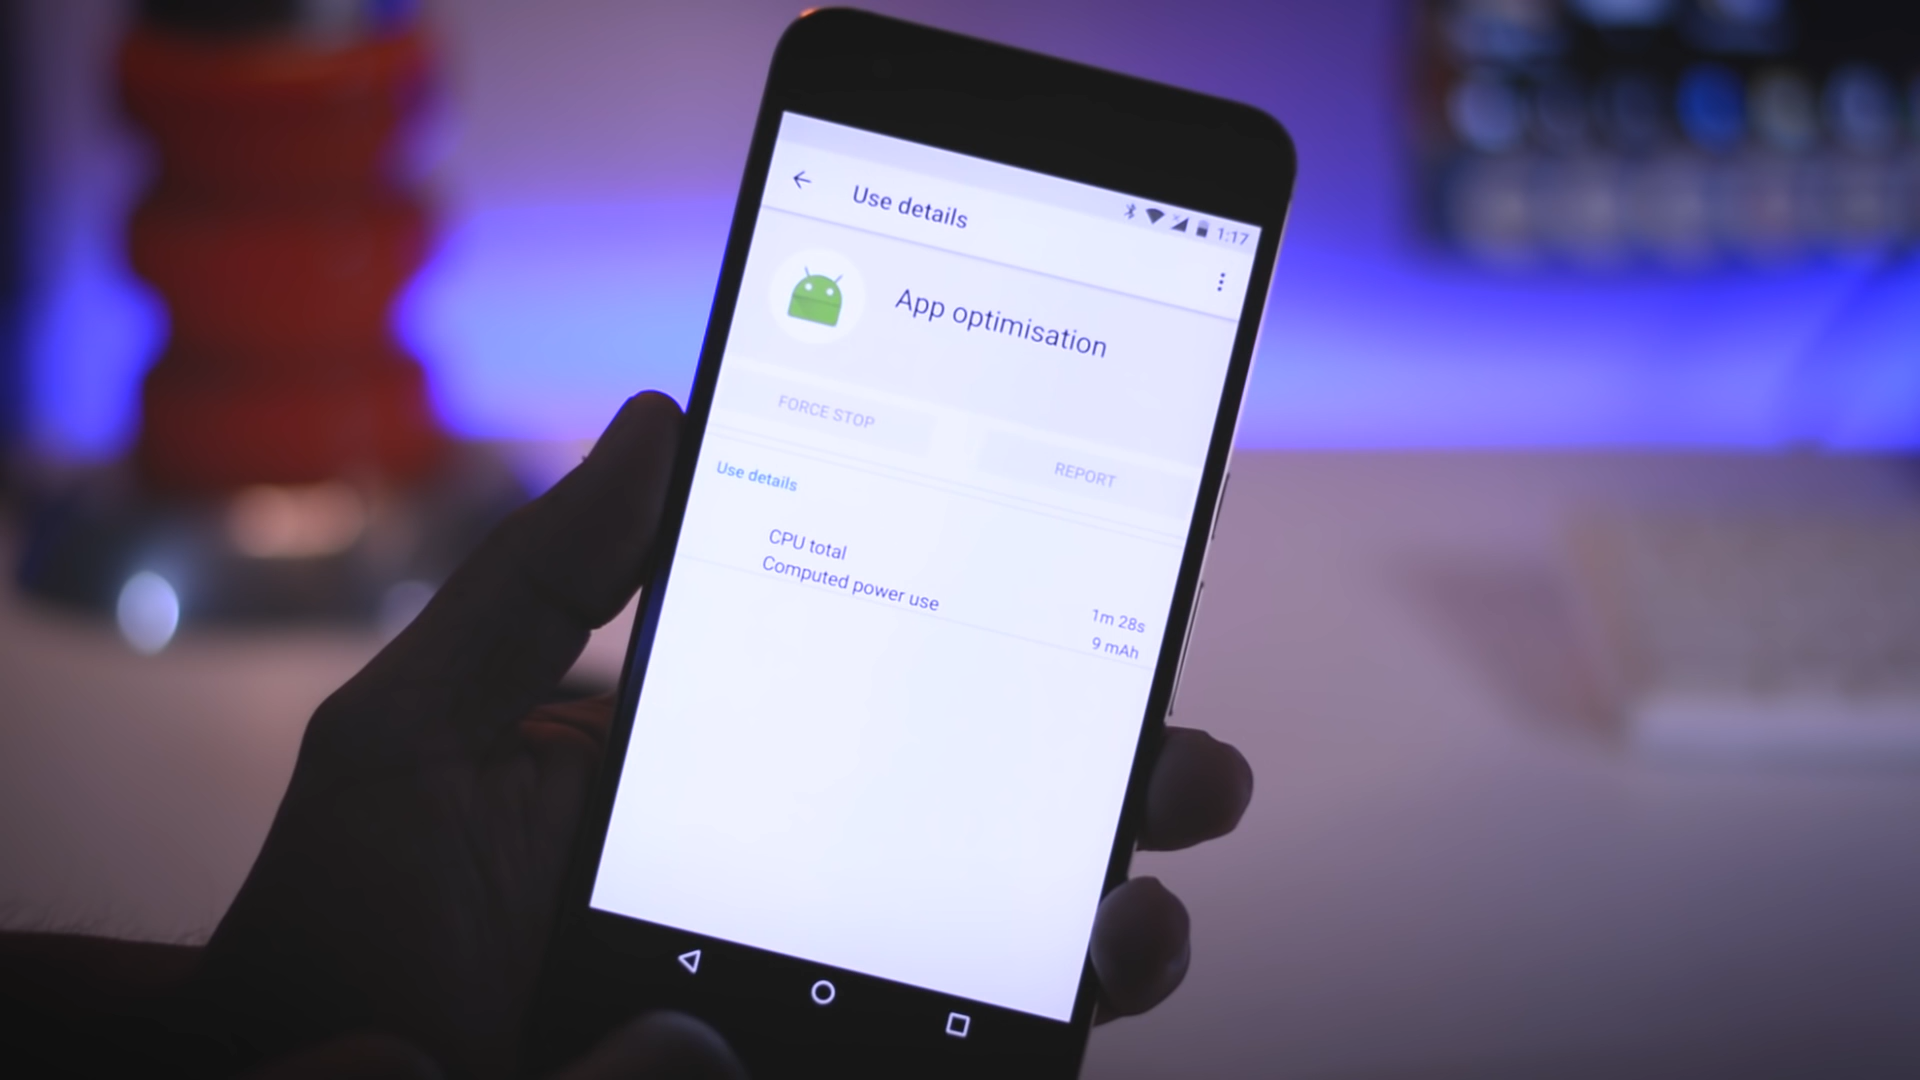 1:17
Use details
App optimisation
FORCE STOP
REPORT
Use details
CPU total
1m 28s
Computed power use
9 mAh